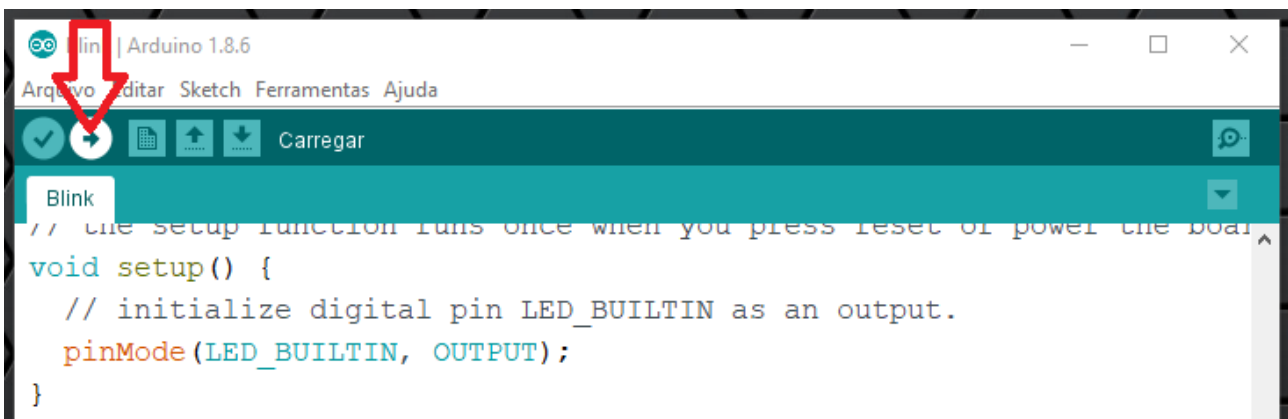 | Arduino 1.8.6
Sketch Ferramentas Ajuda
Carregar
Blink
// the setup function runs once when you press reset or power the
void setup() {
// initialize digital pin LED_BUILTIN as an output.
pinMode(LED_BUILTIN, OUTPUT);
}